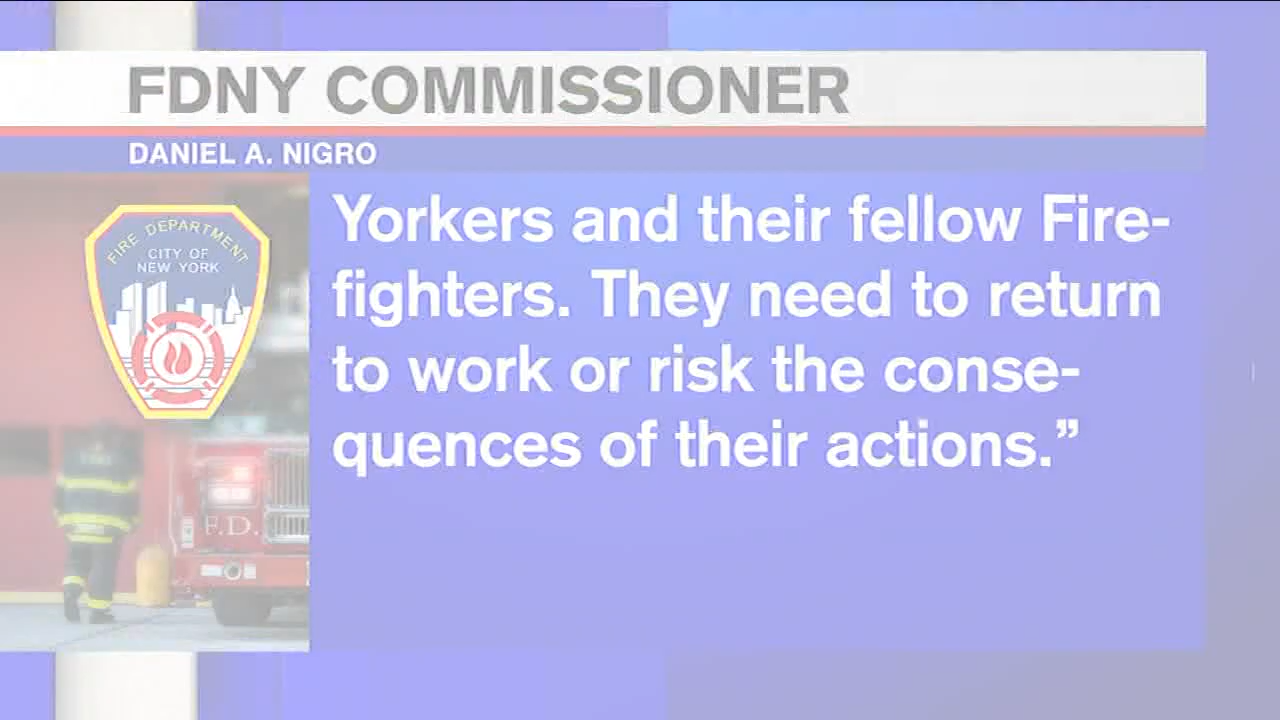 FDNY COMMISSIONER
DANIEL A. NIGRO
FIRE DEPARTMENT
CITY OF
NEW YORK
Yorkers and their fellow Fire-
fighters. They need to return
to work or risk the conse-
quences of their actions.”
F.D.